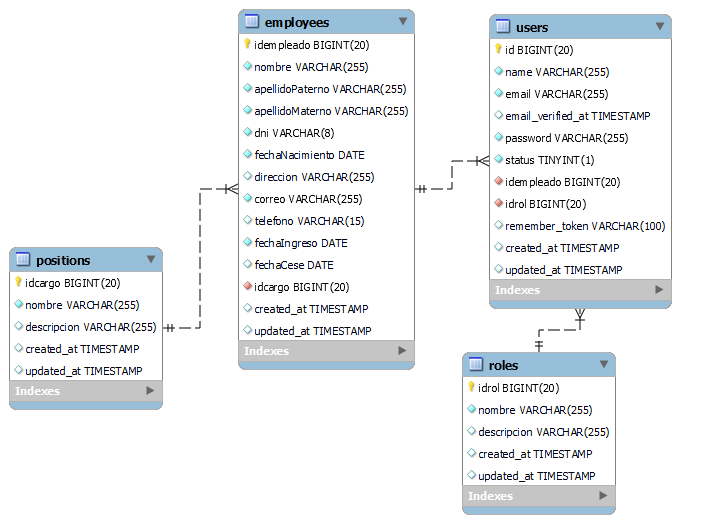 employees
idempleado BIGINT(20)
nombre VARCHAR(255)
apellidoPaterno VARCHAR(255)
apellidoMaterno VARCHAR(255)
dni VARCHAR(8)
fechaNacimiento DATE
direccion VARCHAR(255)
correo VARCHAR(255)
telefono VARCHAR(15)
fechaIngreso DATE
fechaCese DATE
idcargo BIGINT(20)
created_at TIMESTAMP
updated_at TIMESTAMP
Indexes
users
id BIGINT(20)
name VARCHAR(255)
email VARCHAR(255)
email_verified_at TIMESTAMP
password VARCHAR(255)
status TINYINT(1)
idempleado BIGINT(20)
idrol BIGINT(20)
remember_token VARCHAR(100)
created_at TIMESTAMP
updated_at TIMESTAMP
Indexes
positions
idcargo BIGINT(20)
nombre VARCHAR(255)
descripcion VARCHAR(255)
created_at TIMESTAMP
updated_at TIMESTAMP
Indexes
roles
idrol BIGINT(20)
nombre VARCHAR(255)
descripcion VARCHAR(255)
created_at TIMESTAMP
updated_at TIMESTAMP
Indexes